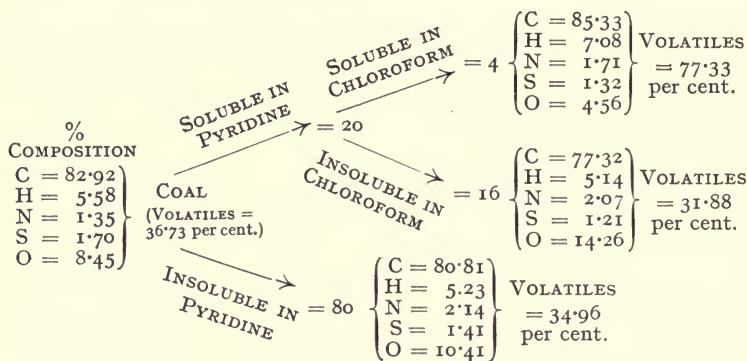 %
COMPOSITION
C = 82·92
H = 5·58
N = 1·35
S = 1·70
O = 8·45
COAL
(VOLATILES =
36·73 per cent.)
SOLUBLE IN
PYRIDINE
= 20
SOLUBLE IN
CHLOROFORM
= 4
C = 85·33
H = 7·08
N = 1·71
S = 1·32
O = 4·56
VOLATILES
= 77·33
per cent.
INSOLUBLE IN
CHLOROFORM
= 16
C = 77·32
H = 5·14
N = 2·07
S = 1·21
O = 14·26
VOLATILES
= 31·88
per cent.
INSOLUBLE IN
PYRIDINE
= 80
C = 80·81
H = 5·23
N = 2·14
S = 1·41
O = 10·41
VOLATILES
= 34·96
per cent.